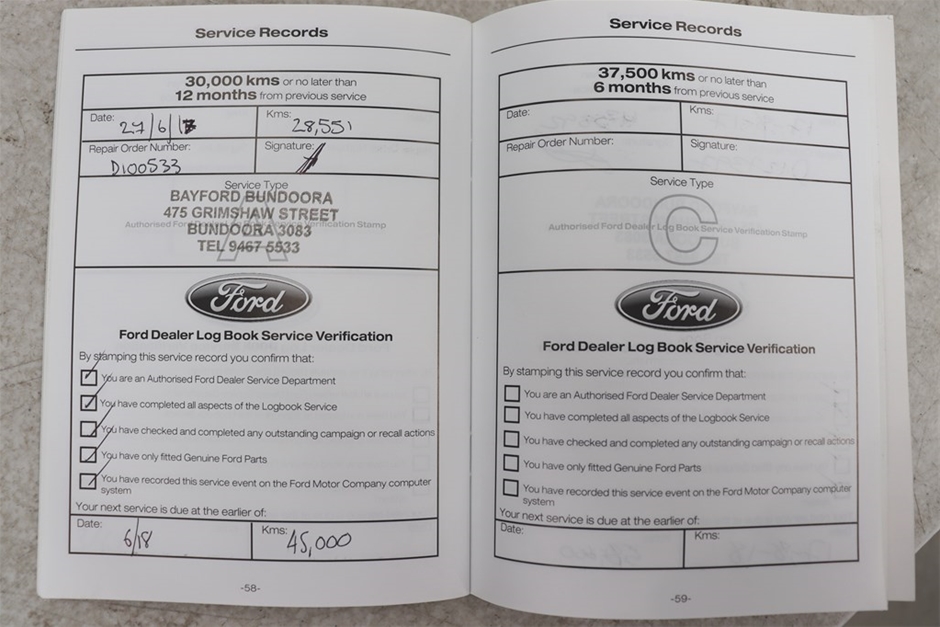 Service Records
30,000 kms or no later than
12 months from previous service
Date: 27/6/17
Kms: 28,551
Repair Order Number: D100533
Signature:
Service Type
A
Authorised Ford Dealer Log Book Service Verification Stamp
BAYFORD BUNDOORA
475 GRIMSHAW STREET
BUNDOORA 3083
TEL 9467 5533
Ford
Ford Dealer Log Book Service Verification
By stamping this service record you confirm that:
You are an Authorised Ford Dealer Service Department
You have completed all aspects of the Logbook Service
You have checked and completed any outstanding campaign or recall actions
You have only fitted Genuine Ford Parts
You have recorded this service event on the Ford Motor Company computer
system
Your next service is due at the earlier of:
Date: 6/18
Kms: 45,000
-58-
Service Records
37,500 kms or no later than
6 months from previous service
Date:
Kms:
Repair Order Number:
Signature:
Service Type
C
Authorised Ford Dealer Log Book Service Verification Stamp
Ford
Ford Dealer Log Book Service Verification
By stamping this service record you confirm that:
You are an Authorised Ford Dealer Service Department
You have completed all aspects of the Logbook Service
You have checked and completed any outstanding campaign or recall actions
You have only fitted Genuine Ford Parts
You have recorded this service event on the Ford Motor Company computer
system
Your next service is due at the earlier of:
Date:
Kms:
-59-